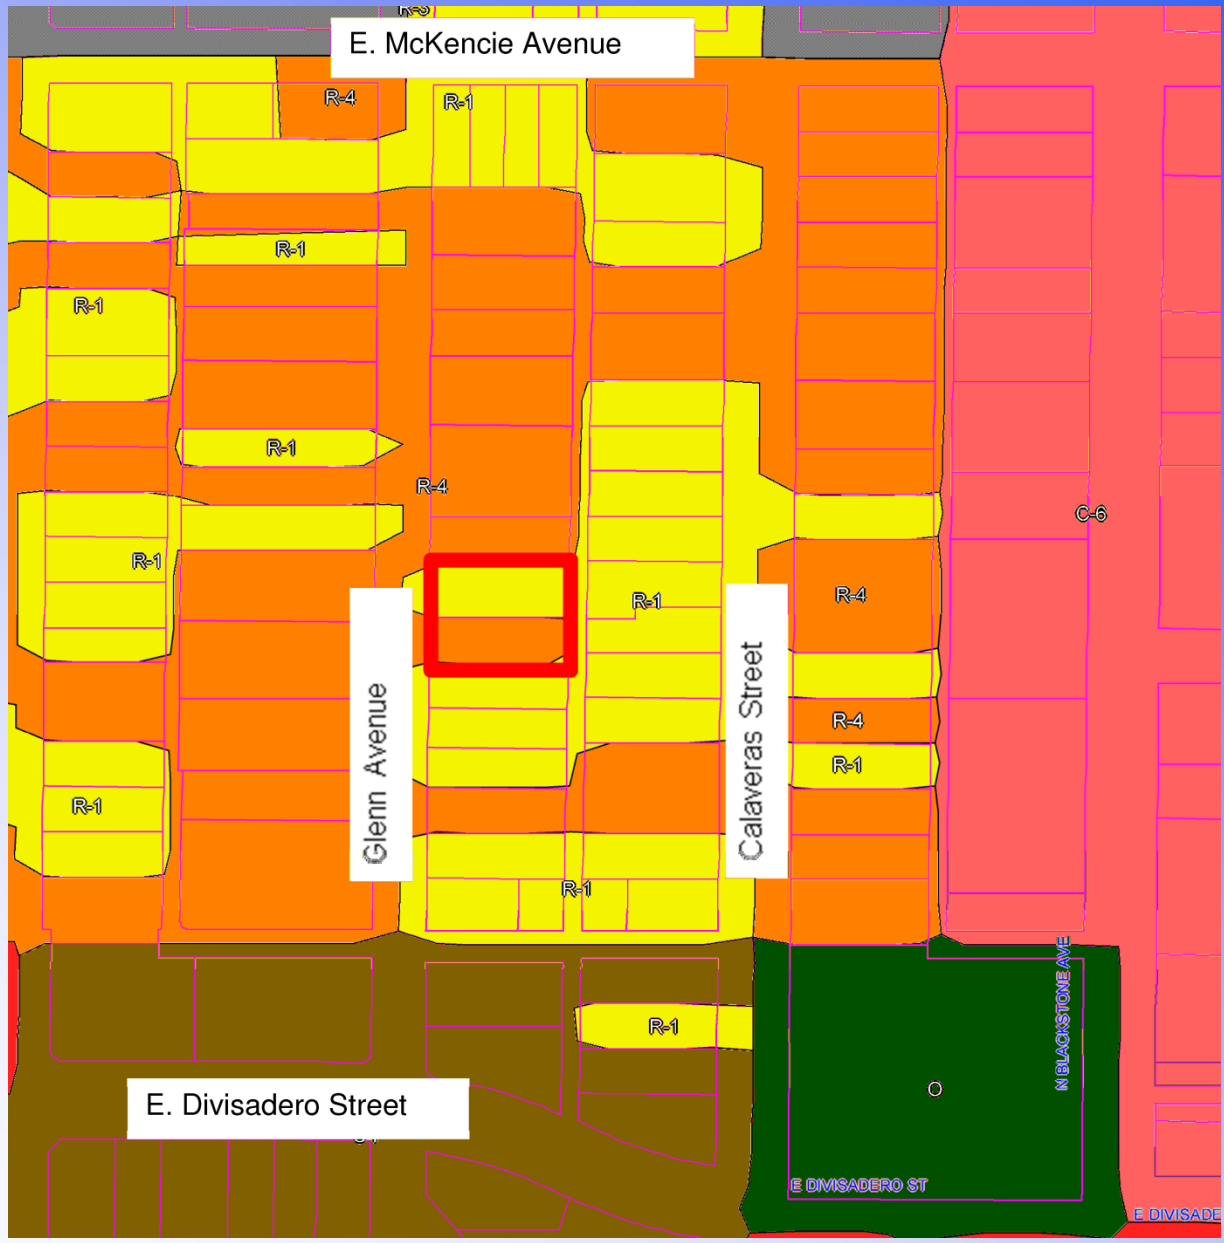 R-3
E. McKencie Avenue
R-4
R-1
R-1
R-1
R-1
R-4
C-6
R-1
R-4
R-1
Glenn Avenue
Calaveras Street
R-4
R-1
R-1
R-1
R-1
N BLACKSTONE AVE
O
E. Divisadero Street
E DIVISADERO ST
E DIVISADE